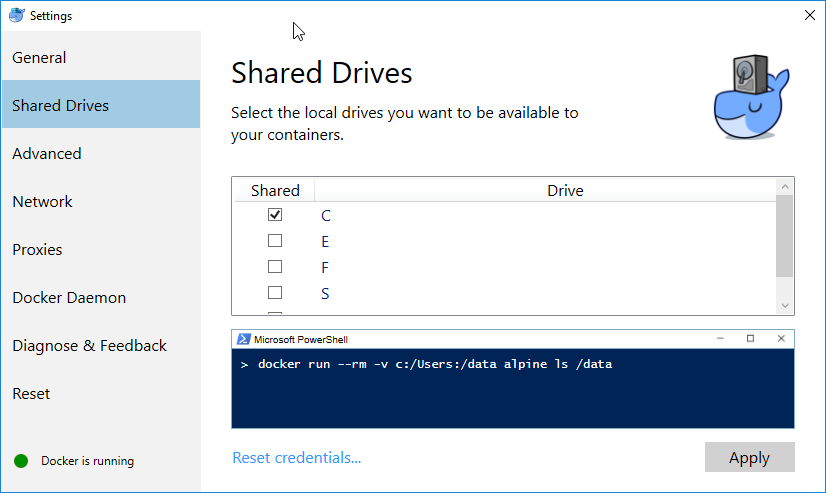 Settings
General
Shared Drives
Advanced
Network
Proxies
Docker Daemon
Diagnose & Feedback
Reset
Docker is running
Shared Drives
Select the local drives you want to be available to
your containers.
Shared Drive
C
E
F
S
Microsoft PowerShell
> docker run --rm -v c:/Users:/data alpine ls /data
Reset credentials...
Apply